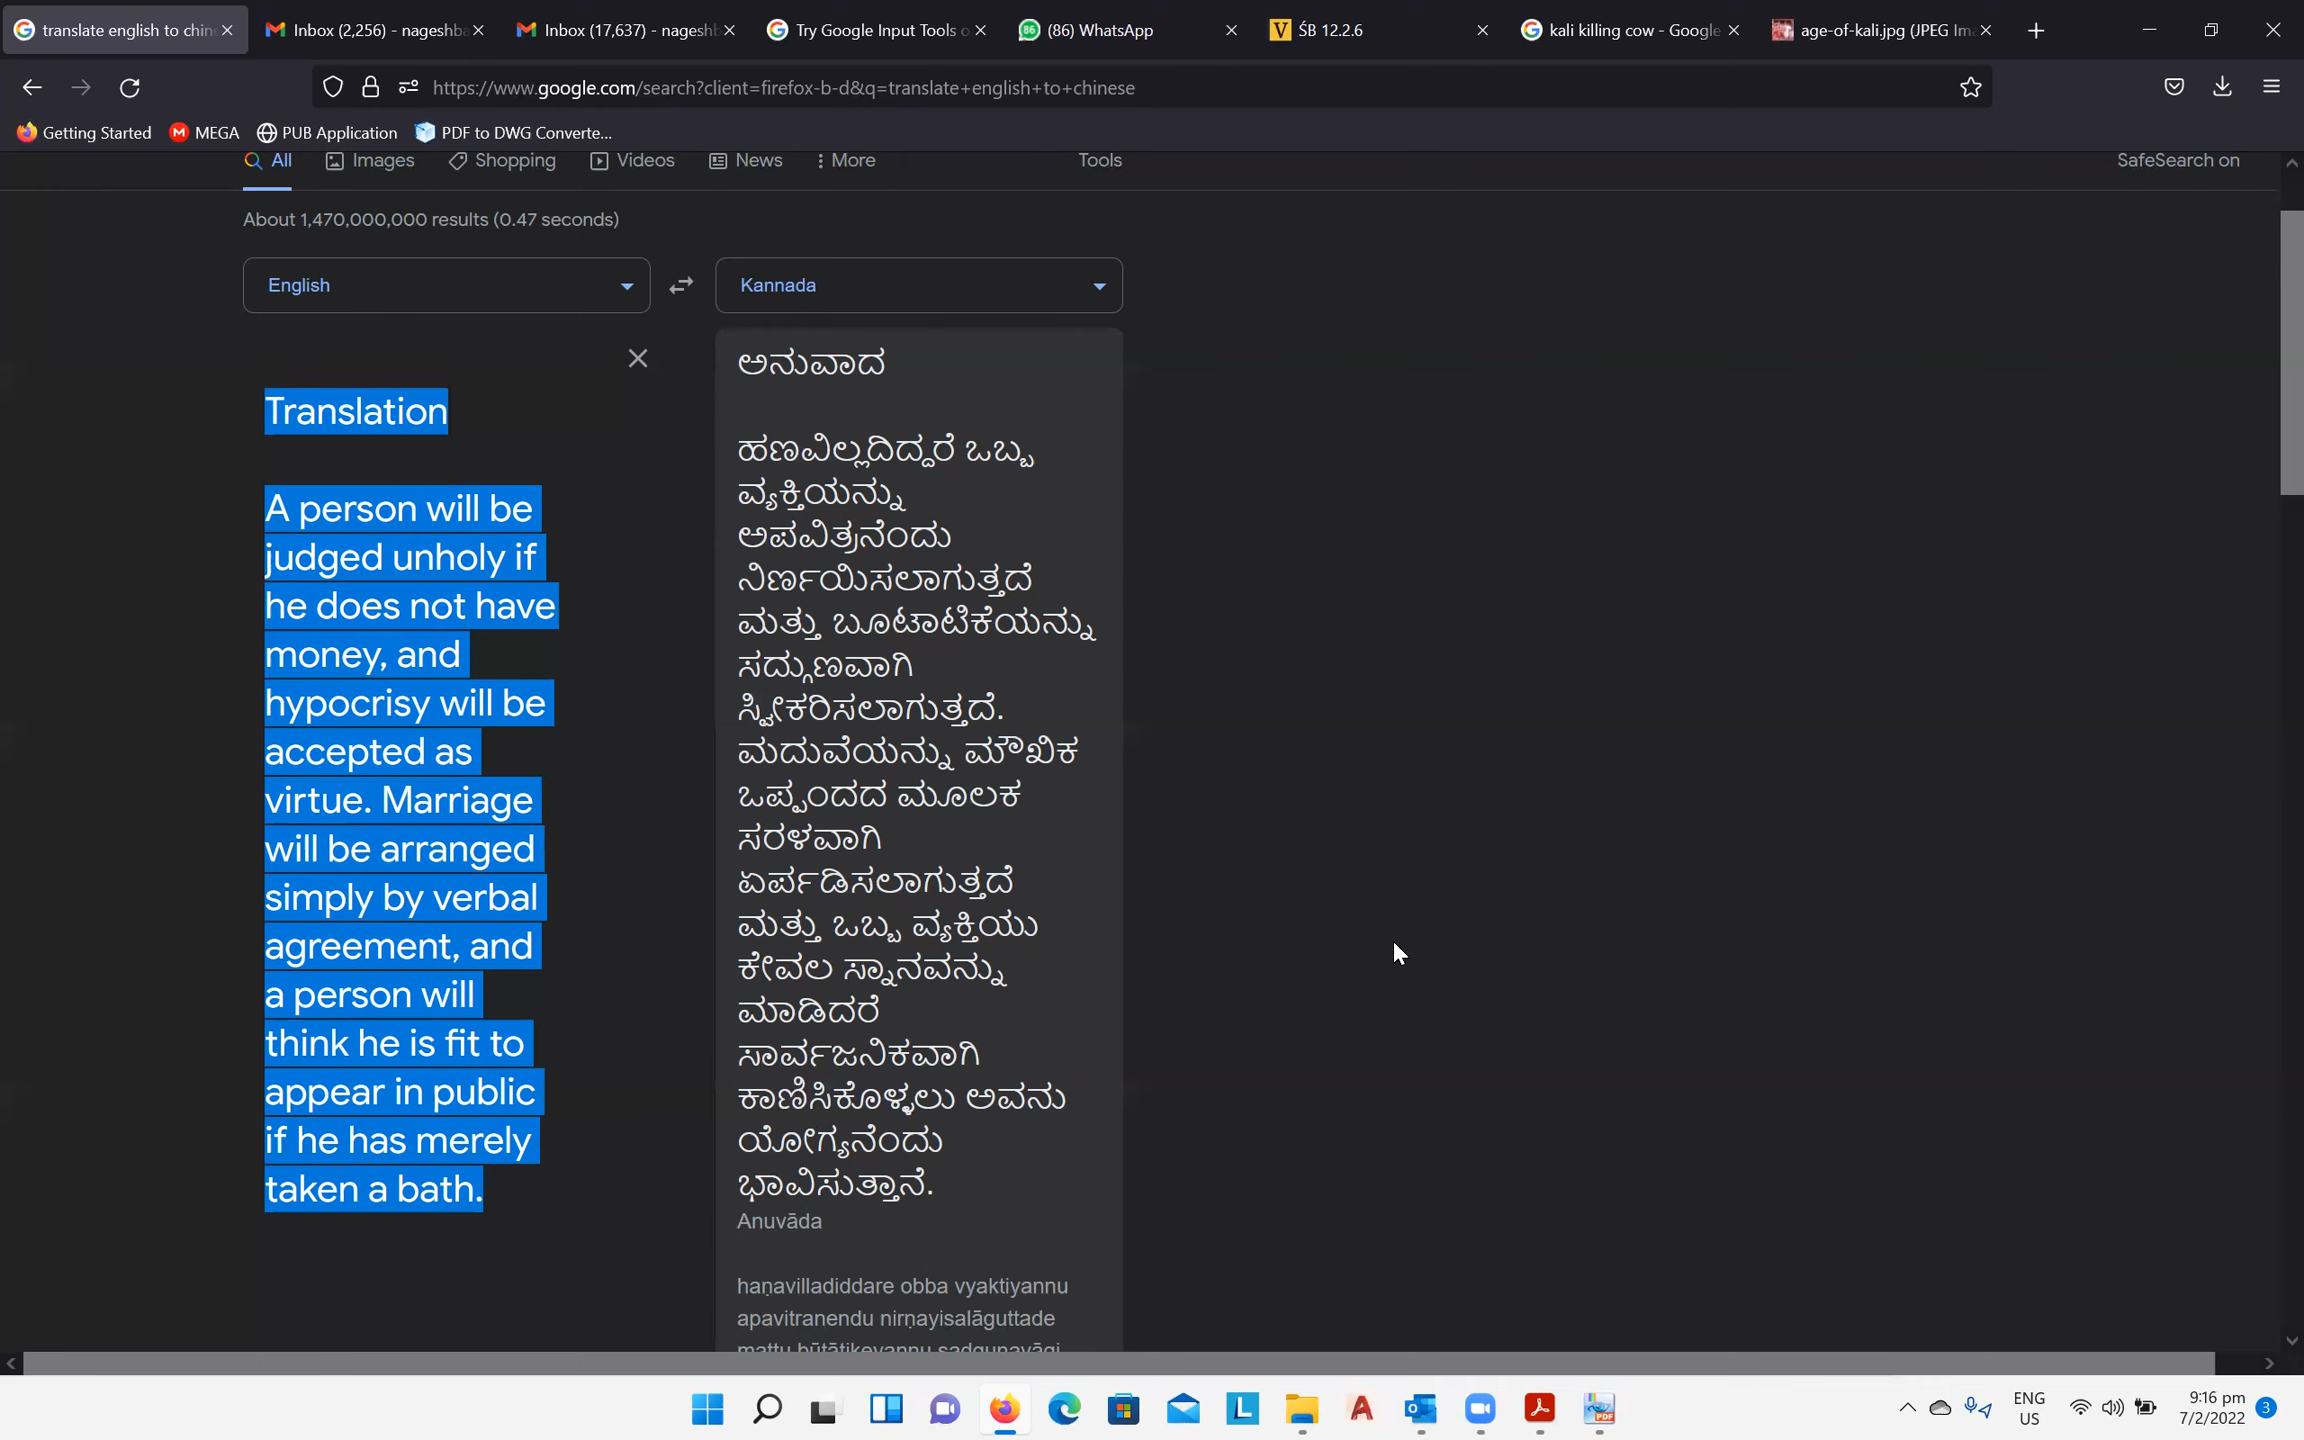 translate english to chin
Inbox (2,256) - nageshba
Inbox (17,637) - nageshb
Try Google Input Tools o
(86) WhatsApp
ŚB 12.2.6
kali killing cow - Google
age-of-kali.jpg (JPEG Ima
https://www.google.com/search?client=firefox-b-d&q=translate+english+to+chinese
Getting Started
MEGA
PUB Application
PDF to DWG Converte...
All
Images
Shopping
Videos
News
More
Tools
SafeSearch on
About 1,470,000,000 results (0.47 seconds)
English
Kannada
Translation
A person will be
judged unholy if
he does not have
money, and
hypocrisy will be
accepted as
virtue. Marriage
will be arranged
simply by verbal
agreement, and
a person will
think he is fit to
appear in public
if he has merely
taken a bath.
ಅನುವಾದ
ಹಣವಿಲ್ಲದಿದ್ದರೆ ಒಬ್ಬ
ವ್ಯಕ್ತಿಯನ್ನು
ಅಪವಿತ್ರನೆಂದು
ನಿರ್ಣಯಿಸಲಾಗುತ್ತದೆ
ಮತ್ತು ಬೂಟಾಟಿಕೆಯನ್ನು
ಸದ್ಗುಣವಾಗಿ
ಸ್ವೀಕರಿಸಲಾಗುತ್ತದೆ.
ಮದುವೆಯನ್ನು ಮೌಖಿಕ
ಒಪ್ಪಂದದ ಮೂಲಕ
ಸರಳವಾಗಿ
ಏರ್ಪಡಿಸಲಾಗುತ್ತದೆ
ಮತ್ತು ಒಬ್ಬ ವ್ಯಕ್ತಿಯು
ಕೇವಲ ಸ್ನಾನವನ್ನು
ಮಾಡಿದರೆ
ಸಾರ್ವಜನಿಕವಾಗಿ
ಕಾಣಿಸಿಕೊಳ್ಳಲು ಅವನು
ಯೋಗ್ಯನೆಂದು
ಭಾವಿಸುತ್ತಾನೆ.
Anuvāda
haṇavilladiddare obba vyaktiyannu
apavitranendu nirṇayisalāguttade
mattu būṭāṭikeyannu sadguṇavāgi
ENG
US
9:16 pm
7/2/2022
3